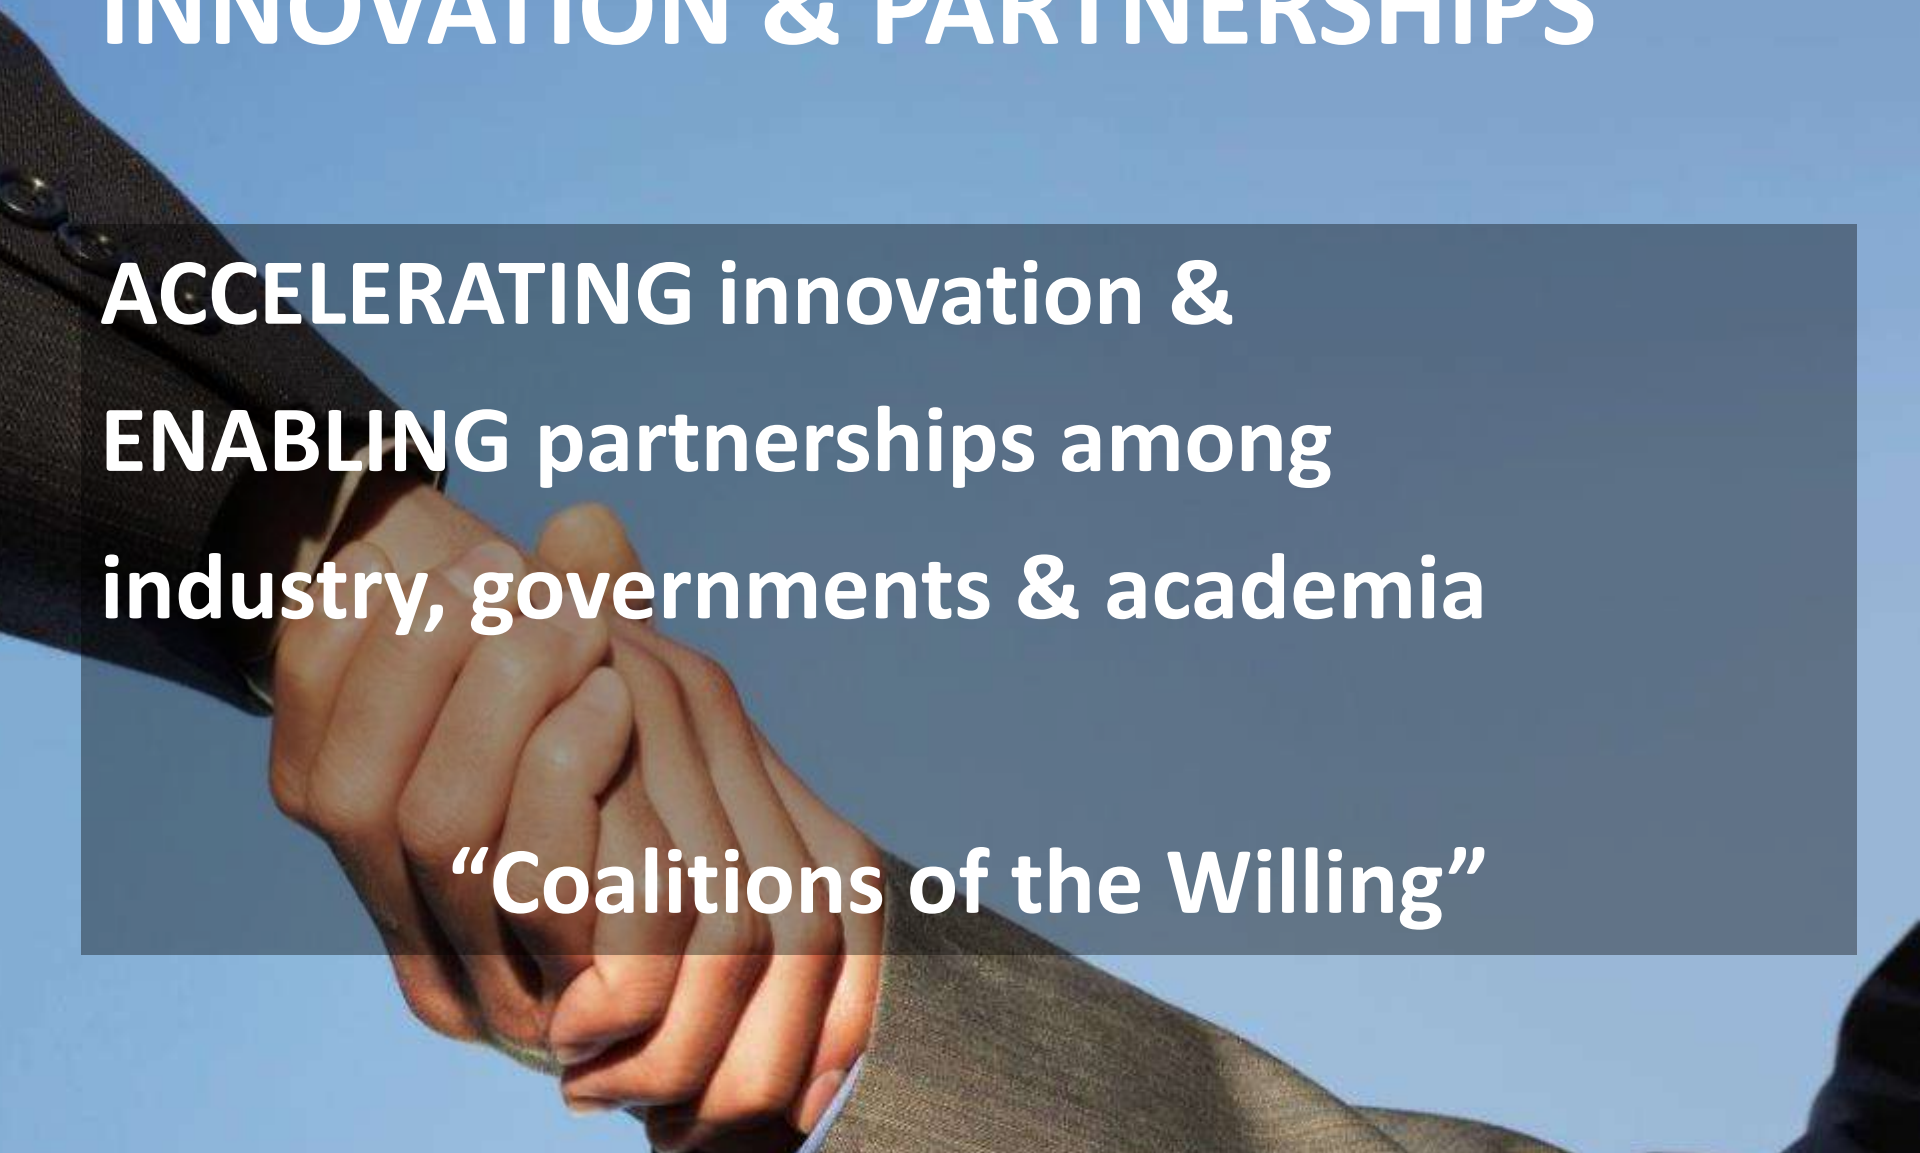 INNOVATION & PARTNERSHIPS
ACCELERATING innovation &
ENABLING partnerships among
industry, governments & academia
“Coalitions of the Willing”